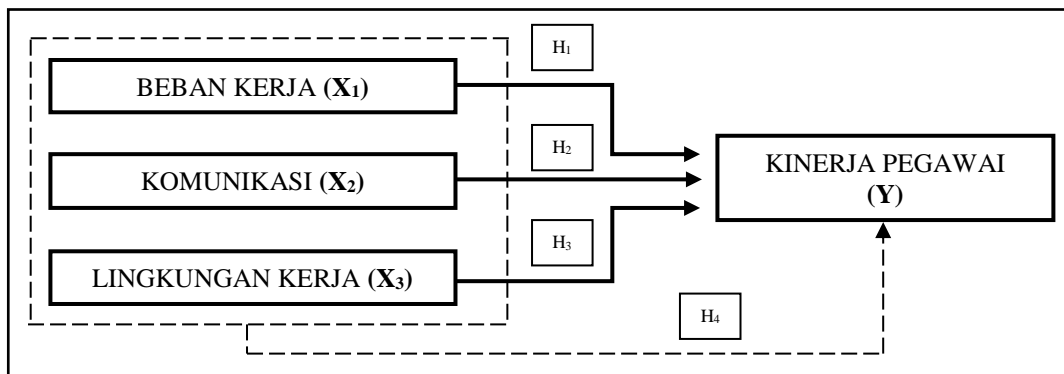 H₁
BEBAN KERJA (X₁)
H₂
KOMUNIKASI (X₂)
KINERJA PEGAWAI
(Y)
H₃
LINGKUNGAN KERJA (X₃)
H₄